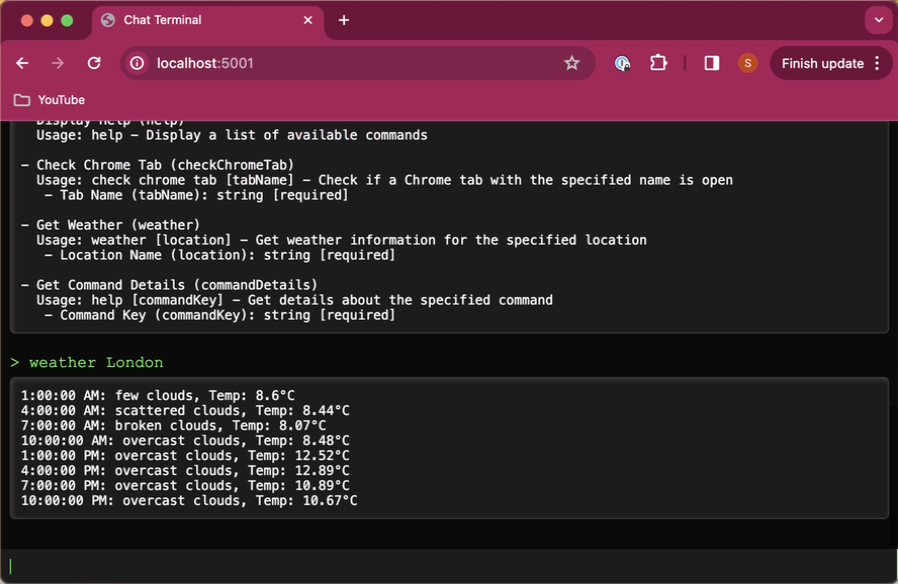 Chat Terminal
localhost:5001
S
Finish update
YouTube
Display help (help)
Usage: help – Display a list of available commands
– Check Chrome Tab (checkChromeTab)
Usage: check chrome tab [tabName] – Check if a Chrome tab with the specified name is open
– Tab Name (tabName): string [required]
– Get Weather (weather)
Usage: weather [location] – Get weather information for the specified location
– Location Name (location): string [required]
– Get Command Details (commandDetails)
Usage: help [commandKey] – Get details about the specified command
– Command Key (commandKey): string [required]
> weather London
1:00:00 AM: few clouds, Temp: 8.6°C
4:00:00 AM: scattered clouds, Temp: 8.44°C
7:00:00 AM: broken clouds, Temp: 8.07°C
10:00:00 AM: overcast clouds, Temp: 8.48°C
1:00:00 PM: overcast clouds, Temp: 12.52°C
4:00:00 PM: overcast clouds, Temp: 12.89°C
7:00:00 PM: overcast clouds, Temp: 10.89°C
10:00:00 PM: overcast clouds, Temp: 10.67°C